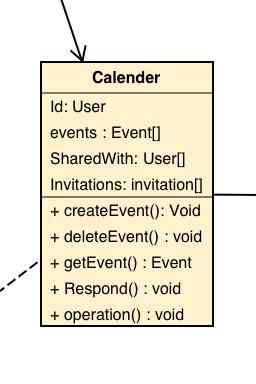 Calender
Id: User
events : Event[]
SharedWith: User[]
Invitations: invitation[]
+ createEvent(): Void
+ deleteEvent() : void
+ getEvent() : Event
+ Respond() : void
+ operation() : void